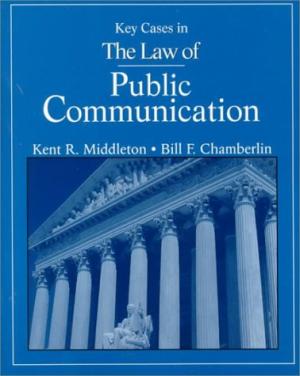 Key Cases in
The Law of
Public
Communication
Kent R. Middleton • Bill F. Chamberlin